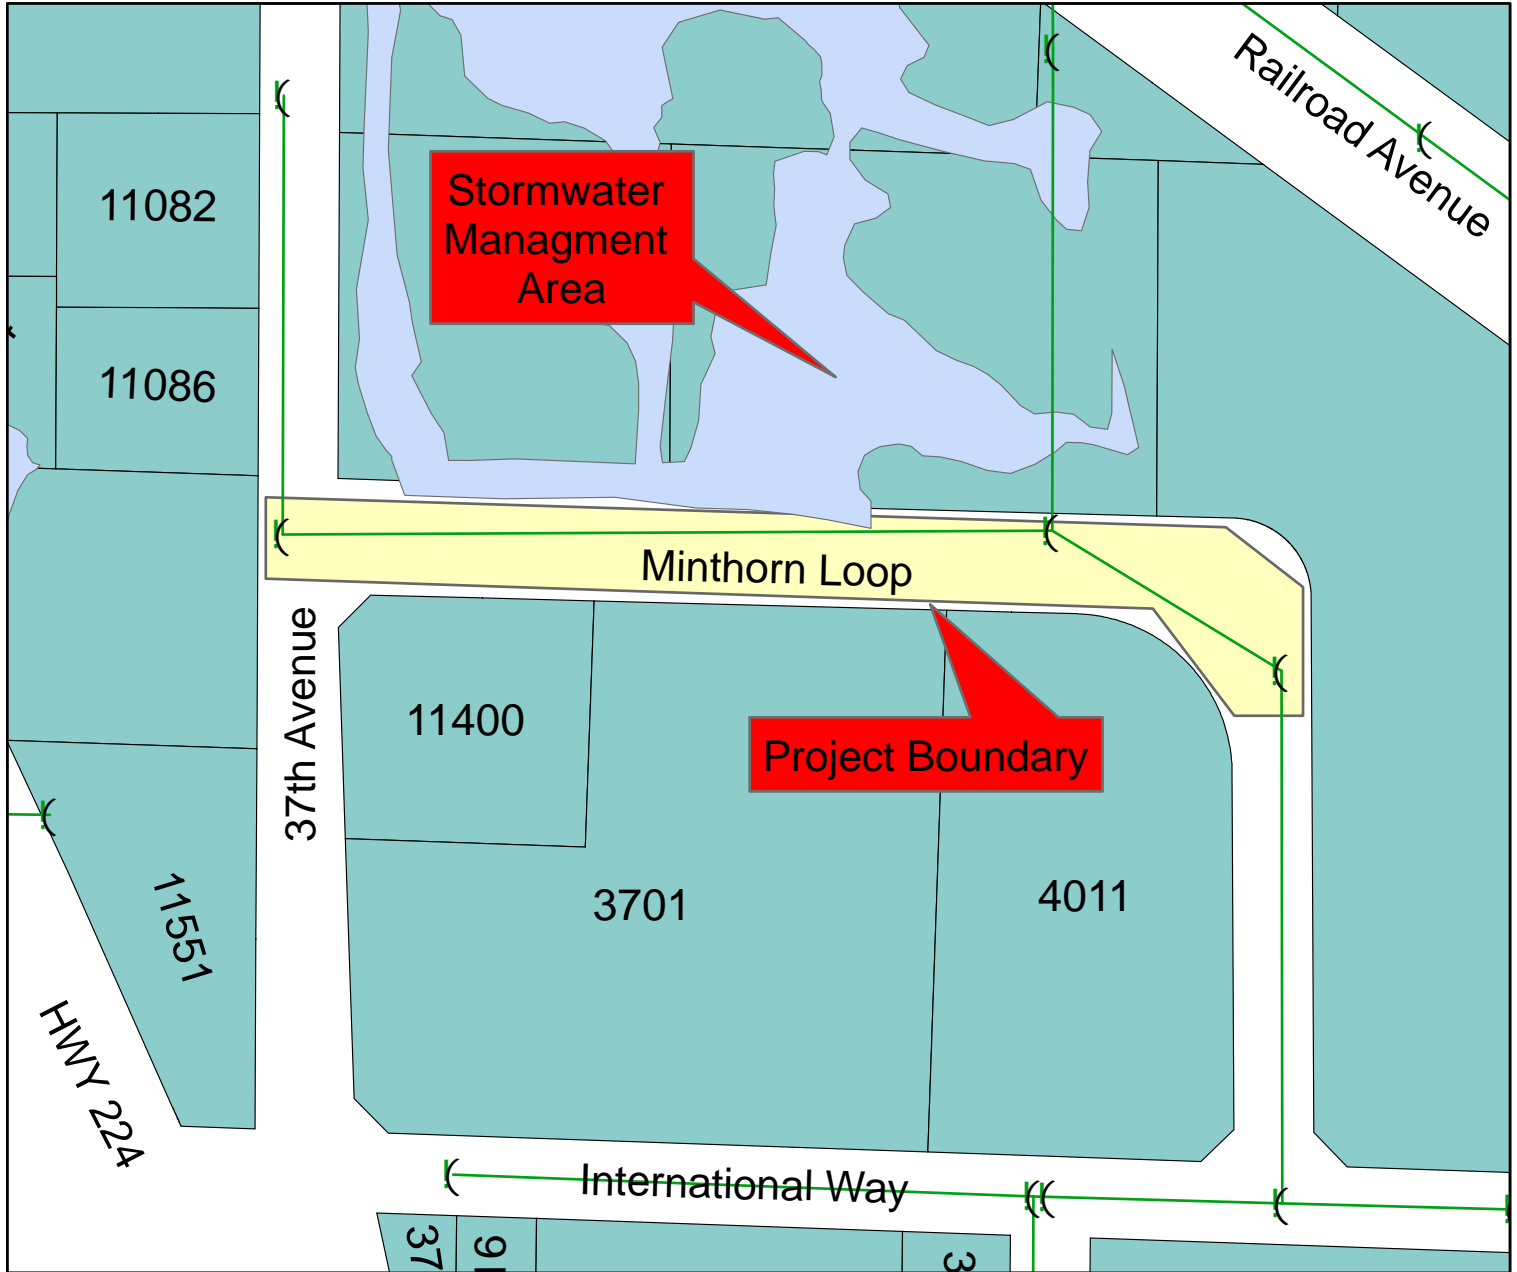 Railroad Avenue
11082
Stormwater
Managment
Area
11086
Minthorn Loop
37th Avenue
11400
Project Boundary
3701
4011
11551
HWY 224
International Way
37
3